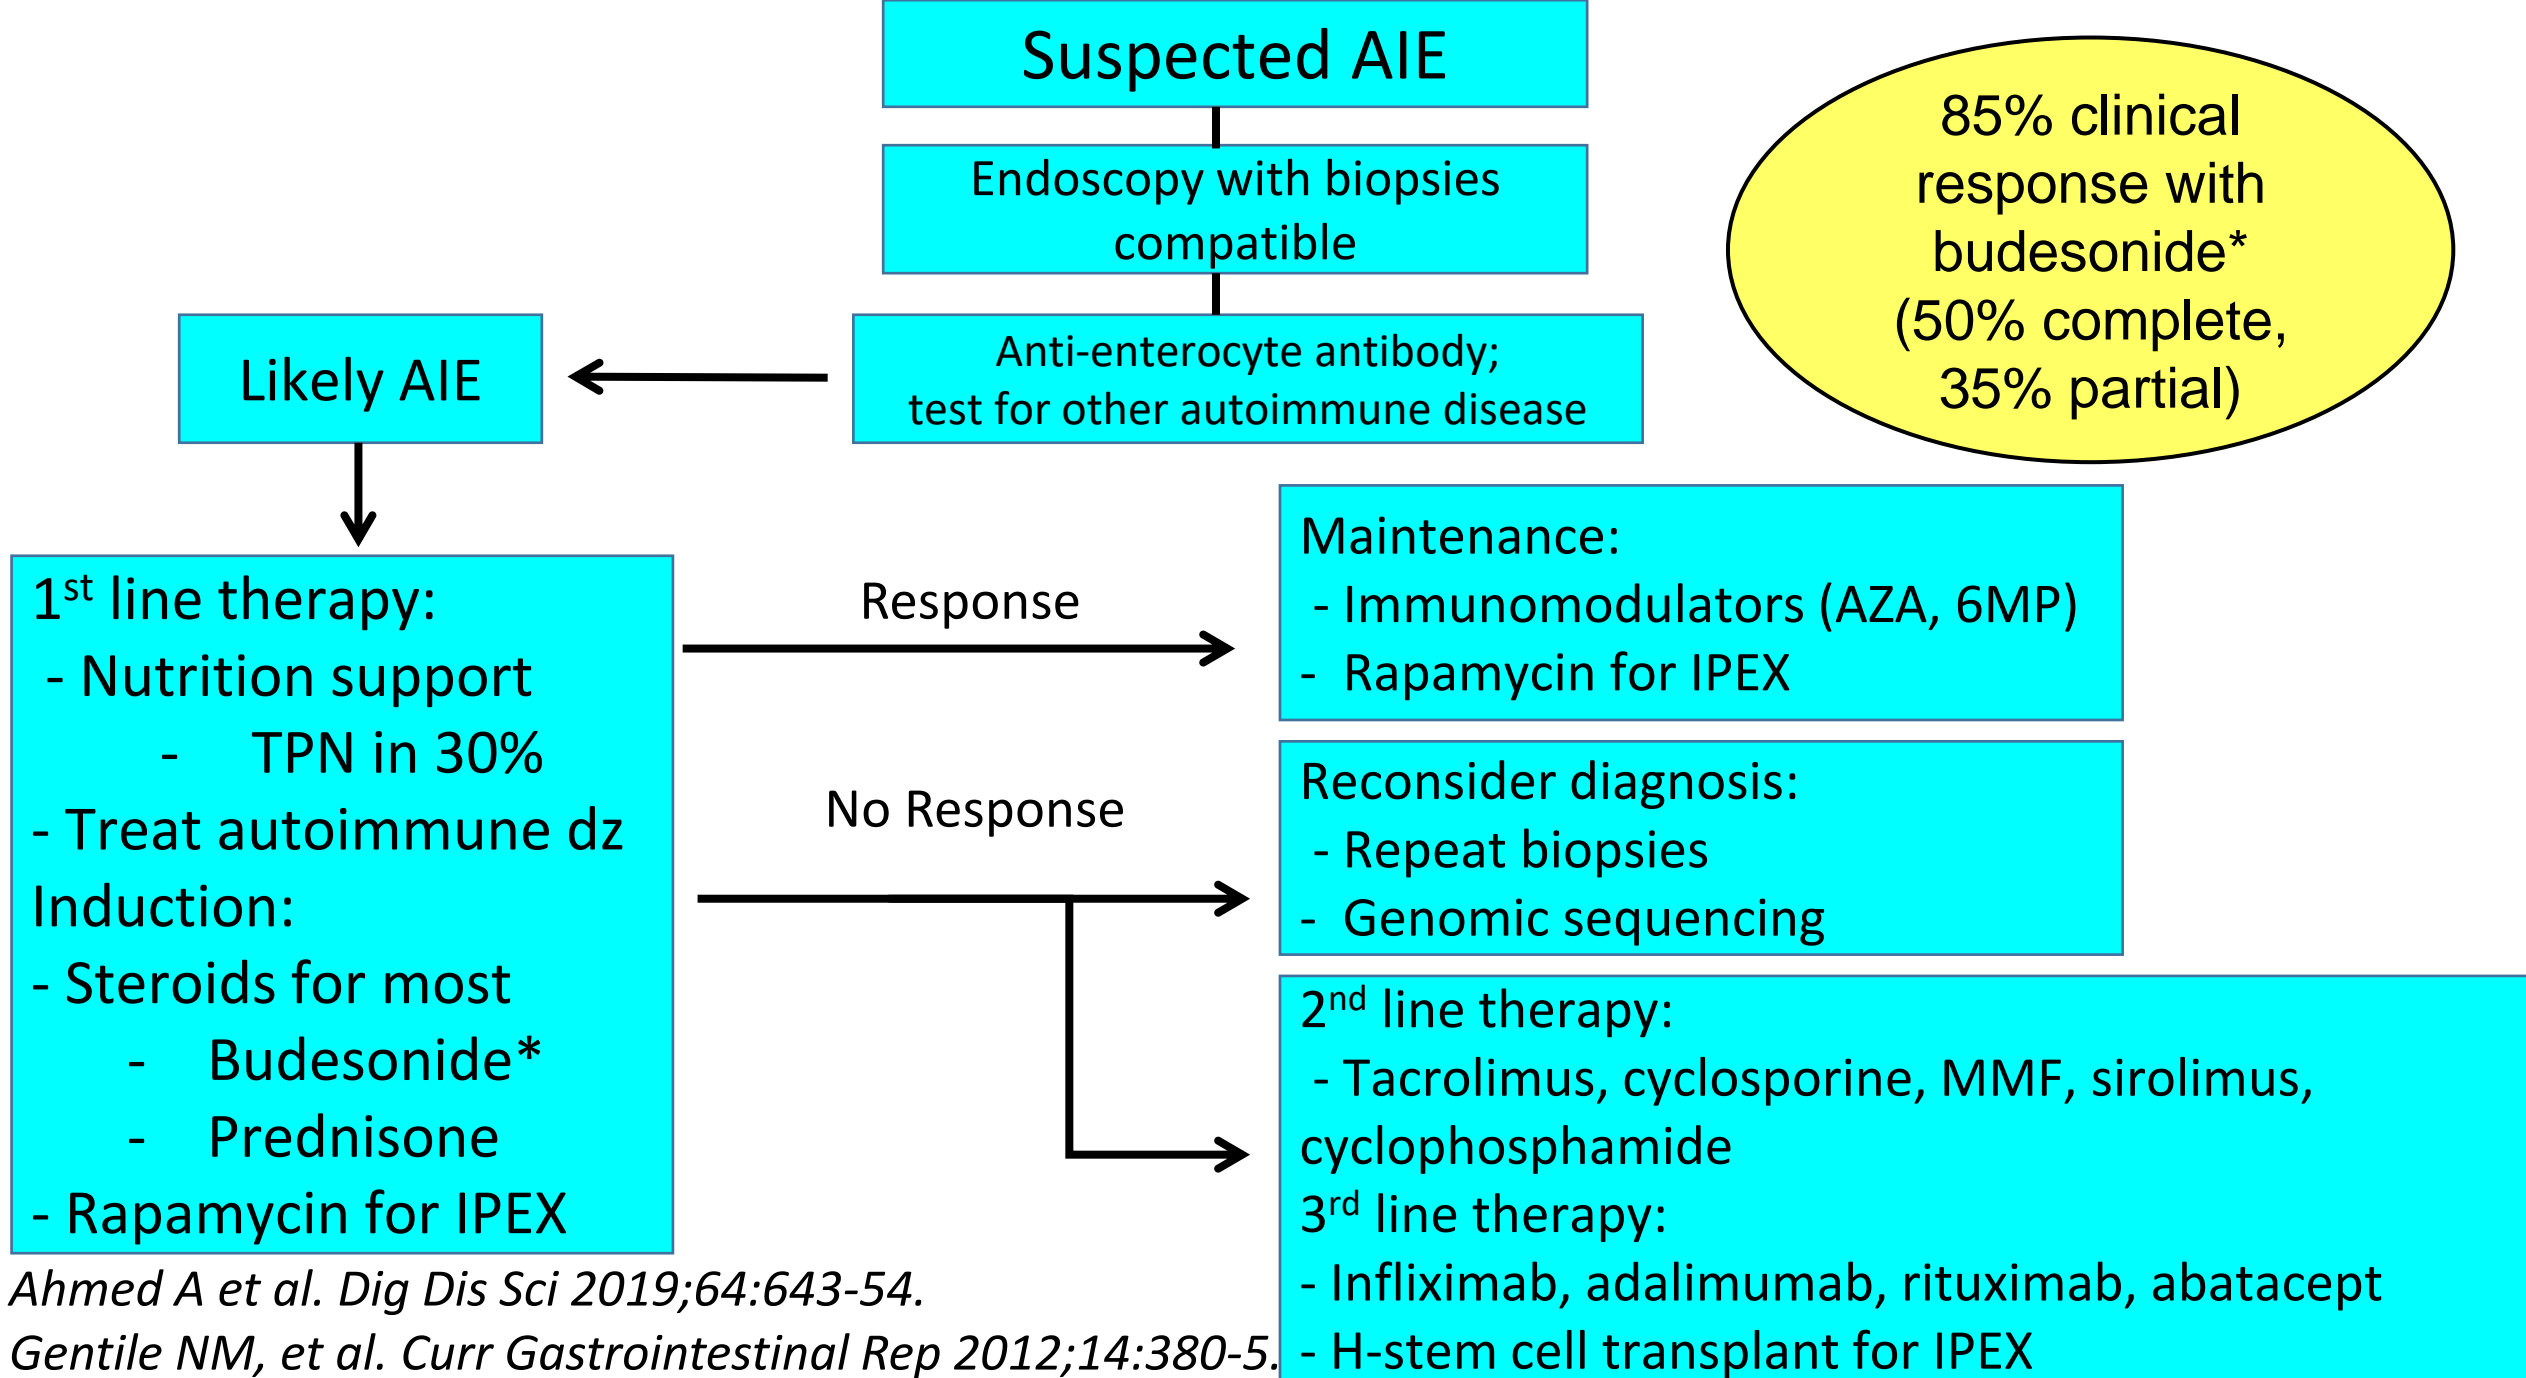 Suspected AIE
Endoscopy with biopsies
compatible
85% clinical
response with
budesonide*
(50% complete,
35% partial)
Likely AIE
Anti-enterocyte antibody;
test for other autoimmune disease
1st line therapy:
- Nutrition support
- TPN in 30%
- Treat autoimmune dz
Induction:
- Steroids for most
- Budesonide*
- Prednisone
- Rapamycin for IPEX
Response
No Response
Maintenance:
- Immunomodulators (AZA, 6MP)
- Rapamycin for IPEX
Reconsider diagnosis:
- Repeat biopsies
- Genomic sequencing
2nd line therapy:
- Tacrolimus, cyclosporine, MMF, sirolimus,
cyclophosphamide
3rd line therapy:
- Infliximab, adalimumab, rituximab, abatacept
- H-stem cell transplant for IPEX
Ahmed A et al. Dig Dis Sci 2019;64:643-54.
Gentile NM, et al. Curr Gastrointestinal Rep 2012;14:380-5.